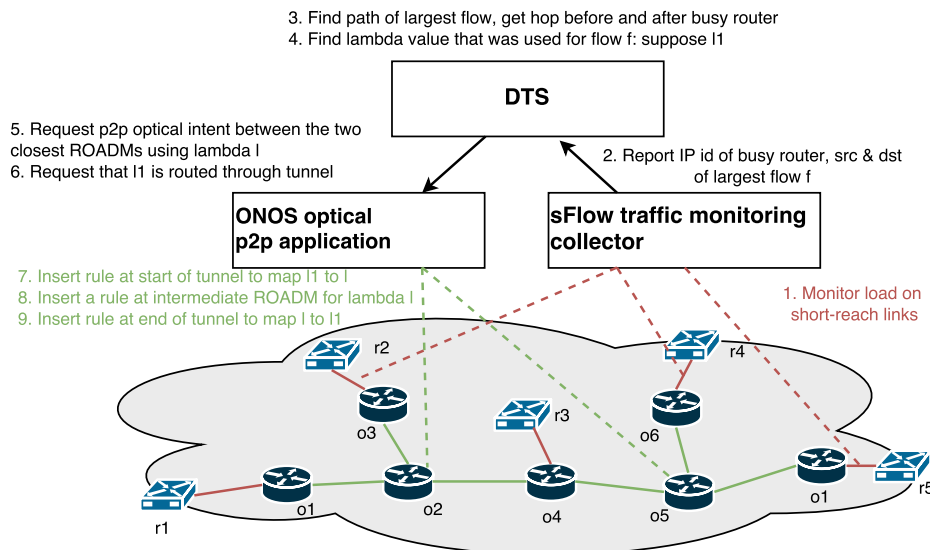 3. Find path of largest flow, get hop before and after busy router
4. Find lambda value that was used for flow f: suppose l1
DTS
5. Request p2p optical intent between the two
closest ROADMs using lambda l
6. Request that l1 is routed through tunnel
2. Report IP id of busy router, src & dst
of largest flow f
ONOS optical
p2p application
sFlow traffic monitoring
collector
7. Insert rule at start of tunnel to map l1 to l
8. Insert a rule at intermediate ROADM for lambda l
9. Insert rule at end of tunnel to map l to l1
1. Monitor load on
short-reach links
r2
r4
r3
o3
o6
r5
o1
o2
o4
o5
o1
r1